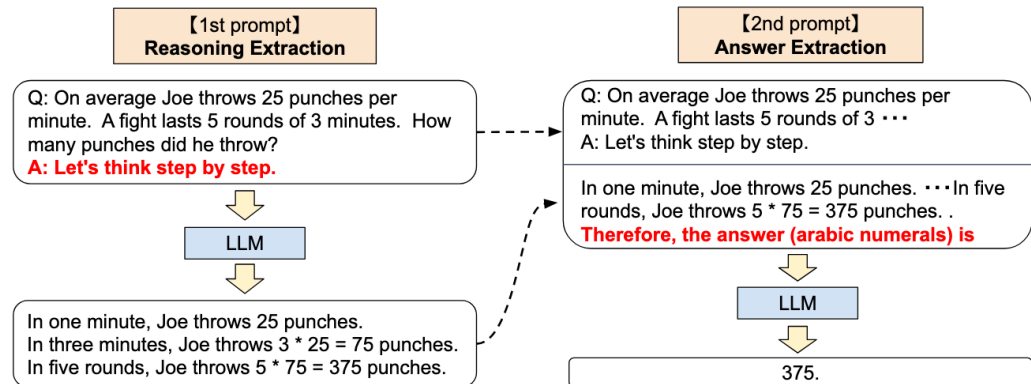 【1st prompt】
Reasoning Extraction
Q: On average Joe throws 25 punches per
minute.  A fight lasts 5 rounds of 3 minutes.  How
many punches did he throw?
A: Let's think step by step.
LLM
In one minute, Joe throws 25 punches.
In three minutes, Joe throws 3 * 25 = 75 punches.
In five rounds, Joe throws 5 * 75 = 375 punches.
【2nd prompt】
Answer Extraction
Q: On average Joe throws 25 punches per
minute.  A fight lasts 5 rounds of 3 ･･･
A: Let's think step by step.
In one minute, Joe throws 25 punches. ･･･In five
rounds, Joe throws 5 * 75 = 375 punches. .
Therefore, the answer (arabic numerals) is
LLM
375.